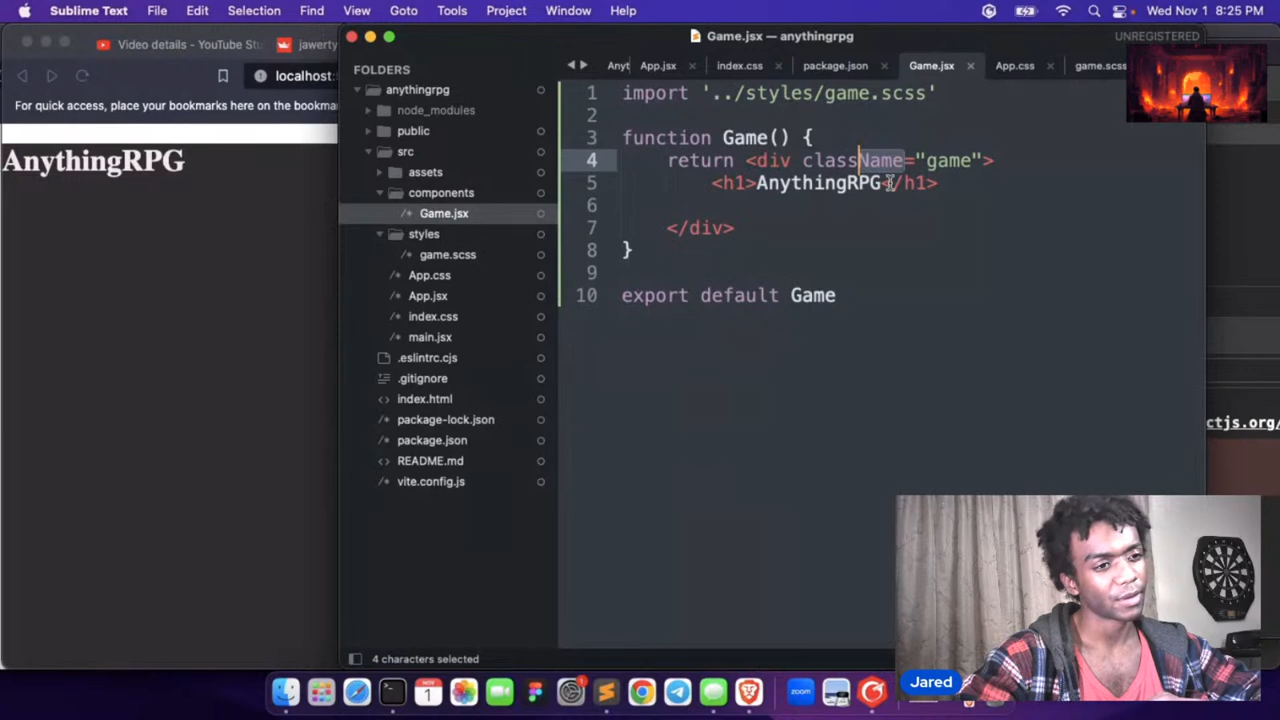 Sublime Text File Edit Selection Find View Goto Tools Project Window Help Wed Nov 1 8:25 PM
Video details - YouTube Stu
jawerty
Game.jsx — anythingrpg
UNREGISTERED
localhost:
For quick access, place your bookmarks here on the bookmar
AnythingRPG
FOLDERS
anythingrpg
node_modules
public
src
assets
components
Game.jsx
styles
game.scss
App.css
App.jsx
index.css
main.jsx
.eslintrc.cjs
.gitignore
index.html
package-lock.json
package.json
README.md
vite.config.js
Anyt App.jsx index.css package.json Game.jsx App.css game.scss
1 import '../styles/game.scss'
2
3 function Game() {
4 return <div className="game">
5 <h1>AnythingRPG</h1>
6
7 </div>
8 }
9
10 export default Game
ctjs.org/
4 characters selected
Jared
NOV
1
zoom